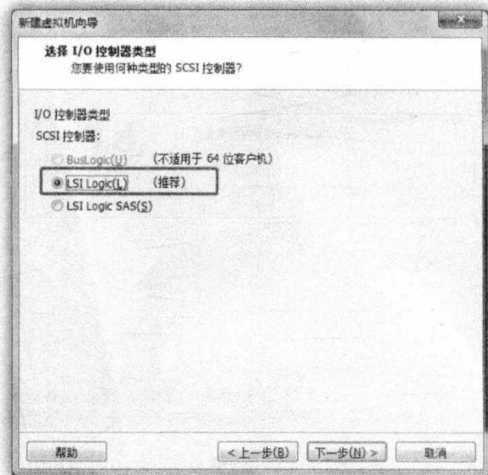 新建虚拟机向导
选择 I/O 控制器类型
您要使用何种类型的 SCSI 控制器?
I/O 控制器类型
SCSI 控制器:
BusLogic(U) (不适用于 64 位客户机)
LSI Logic(L) (推荐)
LSI Logic SAS(S)
帮助 < 上一步(B) 下一步(N) > 取消